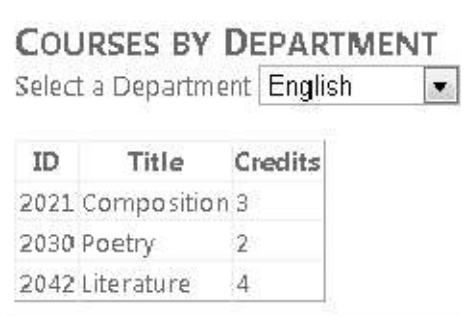 COURSES BY DEPARTMENT
Select a Department English
ID Title Credits
2021 Composition 3
2030 Poetry 2
2042 Literature 4